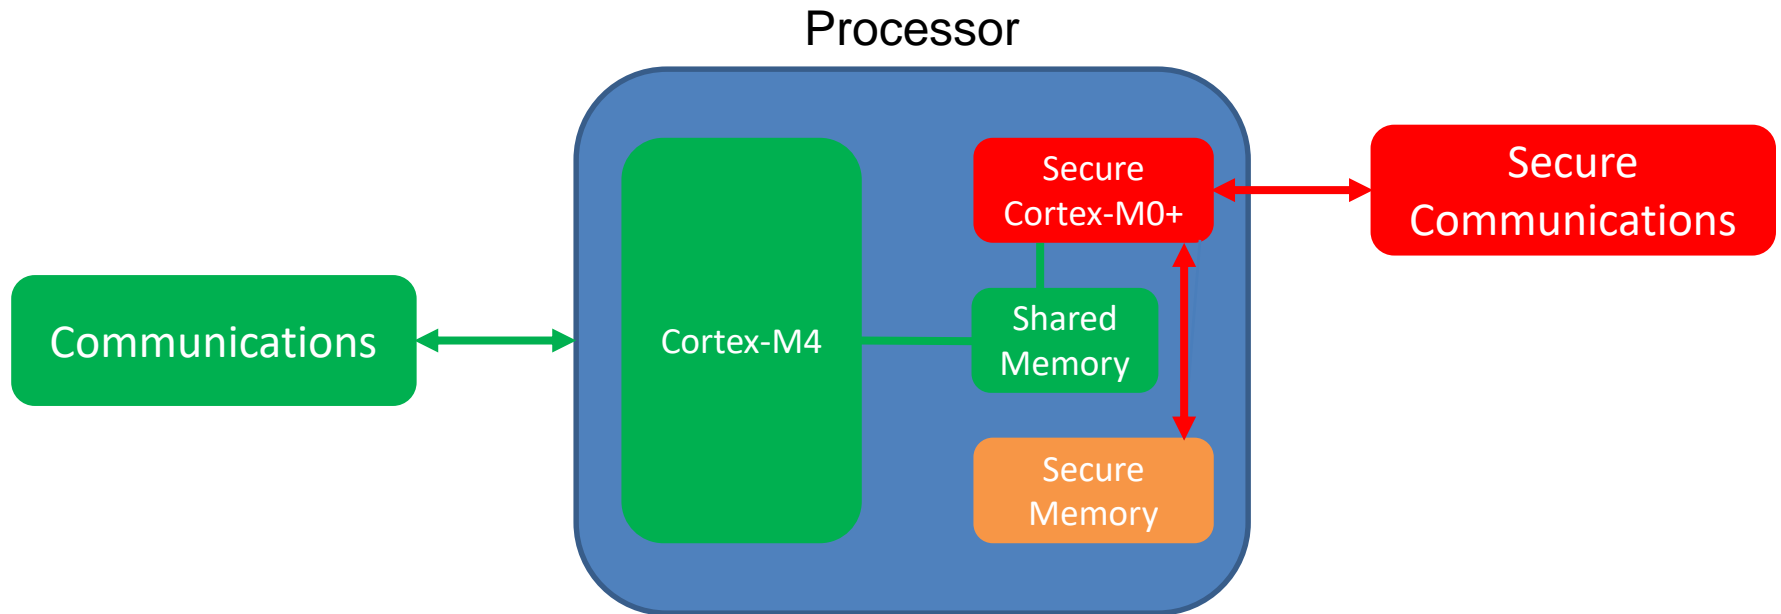 Processor
Secure
Cortex-M0+
Secure
Communications
Communications
Cortex-M4
Shared
Memory
Secure
Memory